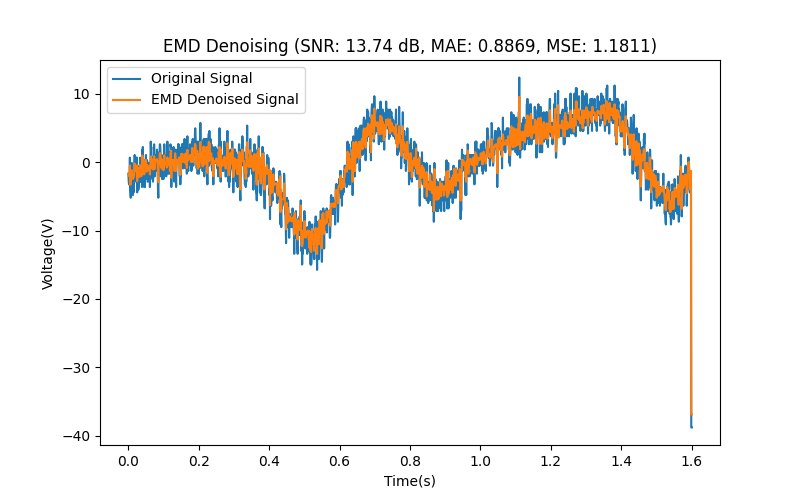 EMD Denoising (SNR: 13.74 dB, MAE: 0.8869, MSE: 1.1811)
Original Signal
EMD Denoised Signal
10
0
−10
−20
−30
−40
Voltage(V)
0.0 0.2 0.4 0.6 0.8 1.0 1.2 1.4 1.6
Time(s)